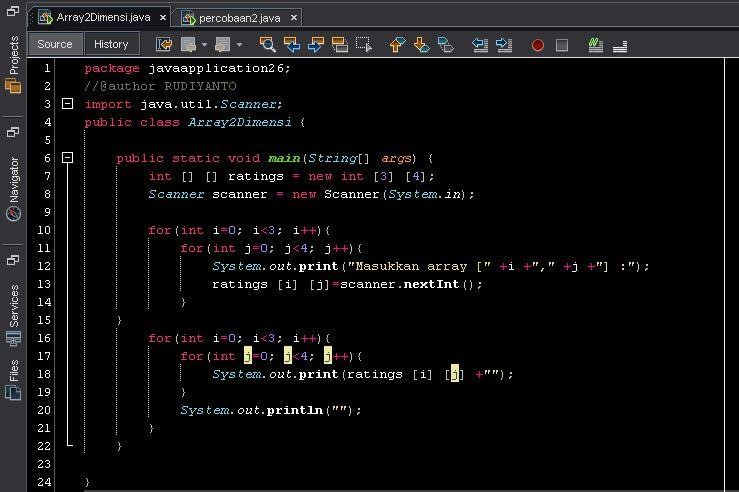 Array2Dimensi.java × percobaan2.java ×
Source History
Projects
Navigator
Services
Files
1 package javaapplication26;
2 //@author RUDIYANTO
3 import java.util.Scanner;
4 public class Array2Dimensi {
5
6 public static void main(String[] args) {
7 int [] [] ratings = new int [3] [4];
8 Scanner scanner = new Scanner(System.in);
9
10 for(int i=0; i<3; i++){
11 for(int j=0; j<4; j++){
12 System.out.print("Masukkan array [" +i +"," +j +"] :");
13 ratings [i] [j]=scanner.nextInt();
14 }
15 }
16 for(int i=0; i<3; i++){
17 for(int j=0; j<4; j++){
18 System.out.print(ratings [i] [j] +"");
19 }
20 System.out.println("");
21 }
22 }
23
24 }